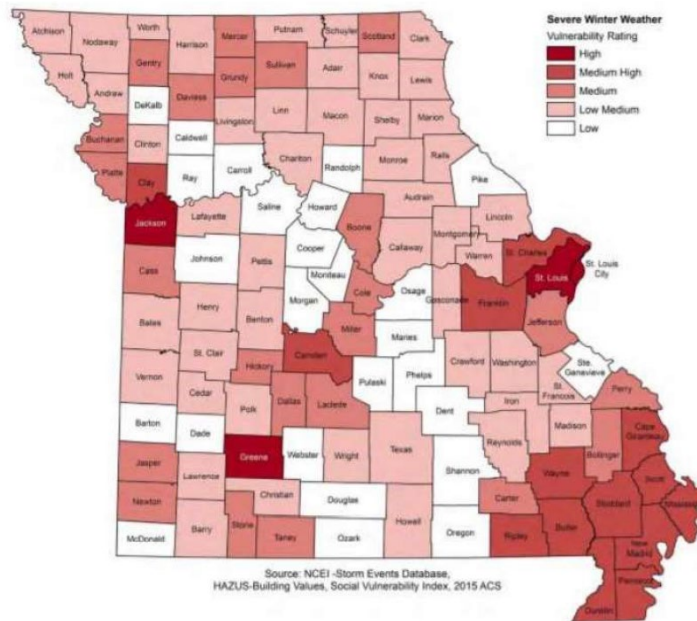 Severe Winter Weather
Vulnerability Rating
High
Medium High
Medium
Low Medium
Low
Atchison
Nodaway
Worth
Harrison
Mercer
Putnam
Schuyler
Scotland
Clark
Holt
Gentry
Sullivan
Adair
Knox
Lewis
Andrew
DeKalb
Daviess
Grundy
Livingston
Linn
Macon
Shelby
Marion
Buchanan
Clinton
Caldwell
Chariton
Randolph
Monroe
Ralls
Pike
Platte
Clay
Ray
Carroll
Audrain
Lincoln
Jackson
Lafayette
Saline
Howard
Boone
Callaway
Montgomery
Warren
St. Charles
St. Louis
St. Louis
City
Cass
Johnson
Pettis
Cooper
Moniteau
Cole
Osage
Gasconade
Franklin
Jefferson
Bates
Henry
Benton
Morgan
Miller
Maries
St. Clair
Hickory
Camden
Pulaski
Phelps
Crawford
Washington
St.
Francois
Ste.
Genevieve
Perry
Vernon
Cedar
Polk
Dallas
Laclede
Dent
Iron
Madison
Cape
Girardeau
Barton
Dade
Greene
Webster
Wright
Texas
Shannon
Reynolds
Wayne
Bollinger
Scott
Jasper
Lawrence
Christian
Douglas
Carter
Stoddard
Newton
Stone
Taney
Ozark
Howell
Oregon
Ripley
Butler
New
Madrid
McDonald
Barry
Pemiscot
Dunklin
Source: NCEI -Storm Events Database,
HAZUS-Building Values, Social Vulnerability Index, 2015 ACS